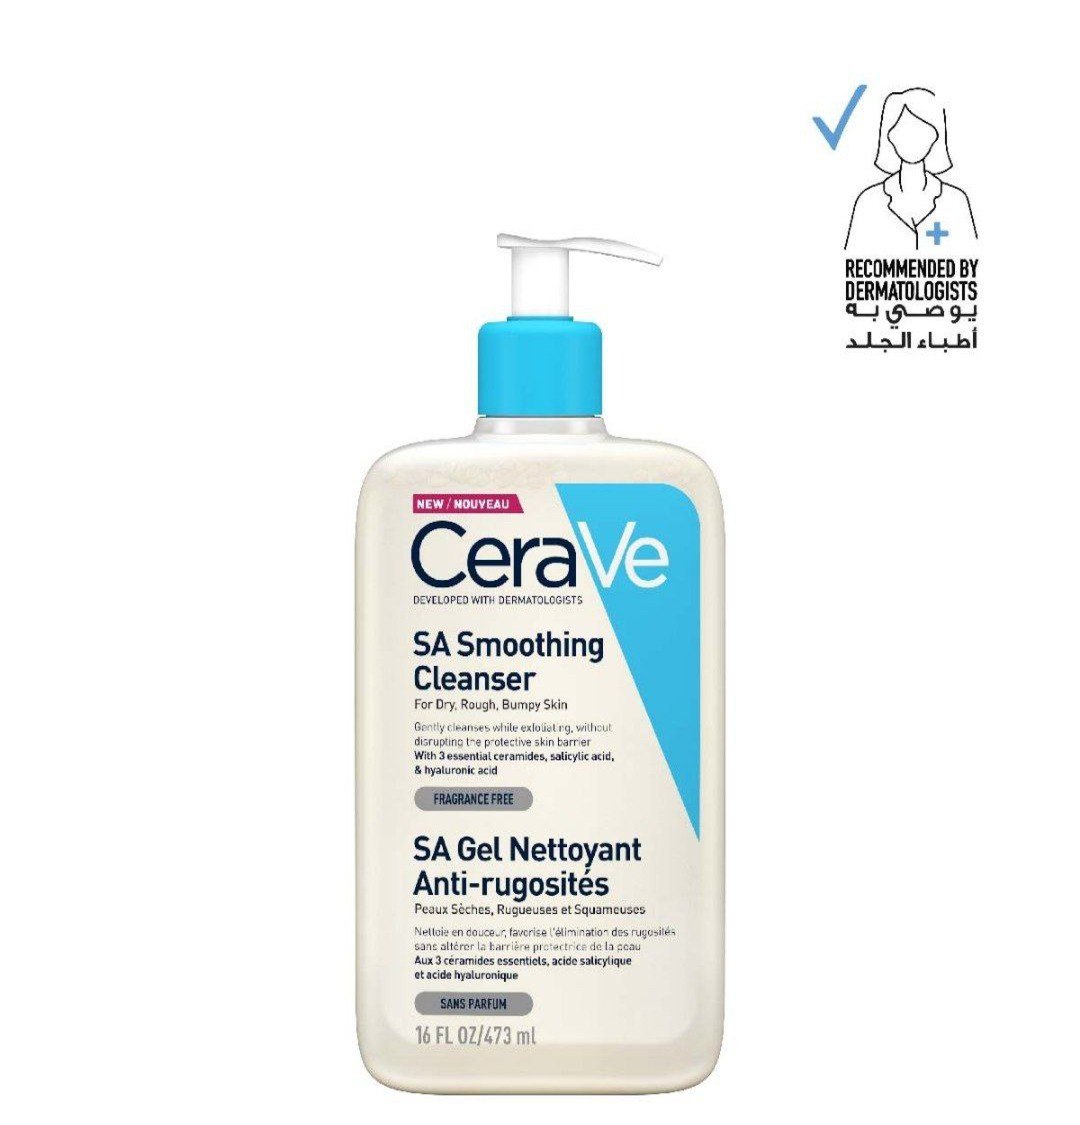 RECOMMENDED BY
DERMATOLOGISTS
يوصي به
أطباء الجلد
NEW / NOUVEAU
CeraVe
DEVELOPED WITH DERMATOLOGISTS
SA Smoothing
Cleanser
For Dry, Rough, Bumpy Skin
Gently cleanses while exfoliating, without
disrupting the protective skin barrier
With 3 essential ceramides, salicylic acid,
& hyaluronic acid
FRAGRANCE FREE
SA Gel Nettoyant
Anti-rugosités
Peaux Sèches, Rugueuses et Squameuses
Nettoie en douceur, favorise l'élimination des rugosités
sans altérer la barrière protectrice de la peau
Aux 3 céramides essentiels, acide salicylique
et acide hyaluronique
SANS PARFUM
16 FL OZ/473 ml